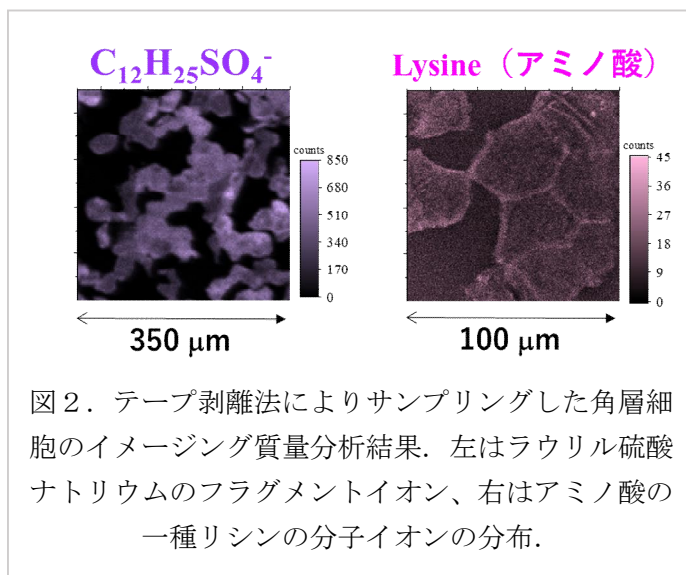 C₁₂H₂₅SO₄⁻
Lysine（アミノ酸）
counts
850
680
510
340
170
0
counts
45
36
27
18
9
0
350 μm
100 μm
図２．テープ剥離法によりサンプリングした角層細
胞のイメージング質量分析結果．左はラウリル硫酸
ナトリウムのフラグメントイオン、右はアミノ酸の
一種リシンの分子イオンの分布．